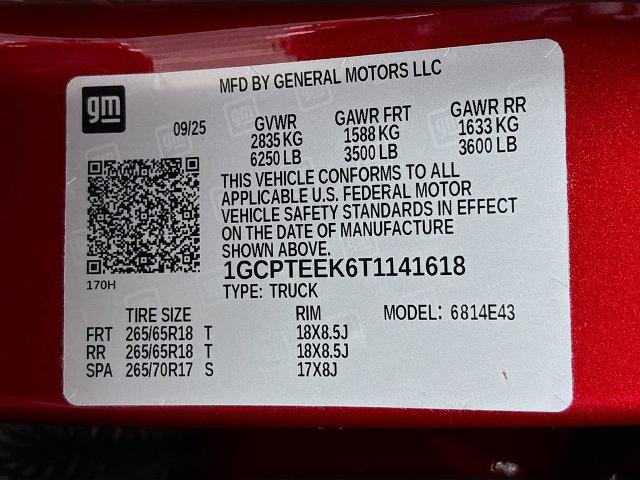 MFD BY GENERAL MOTORS LLC
gm
09/25
GVWR GAWR FRT GAWR RR
2835 KG 1588 KG 1633 KG
6250 LB 3500 LB 3600 LB
THIS VEHICLE CONFORMS TO ALL
APPLICABLE U.S. FEDERAL MOTOR
VEHICLE SAFETY STANDARDS IN EFFECT
ON THE DATE OF MANUFACTURE
SHOWN ABOVE.
1GCPTEEK6T1141618
170H
TYPE: TRUCK
TIRE SIZE RIM MODEL: 6814E43
FRT 265/65R18 T 18X8.5J
RR 265/65R18 T 18X8.5J
SPA 265/70R17 S 17X8J